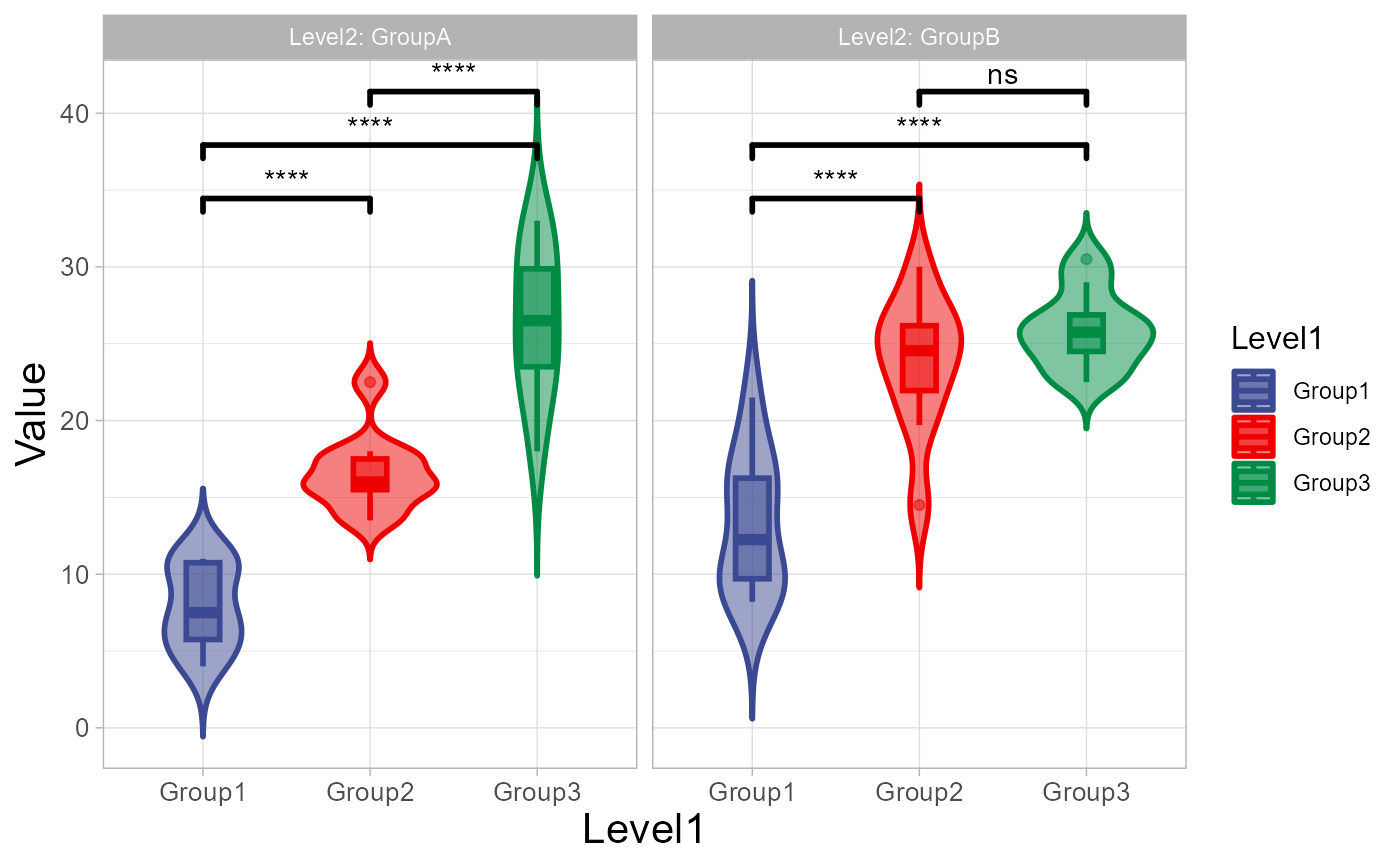 Level2: GroupA
Level2: GroupB
****
ns
****
****
****
****
40
30
20
10
0
Value
Group1
Group2
Group3
Group1
Group2
Group3
Level1
Level1
Group1
Group2
Group3